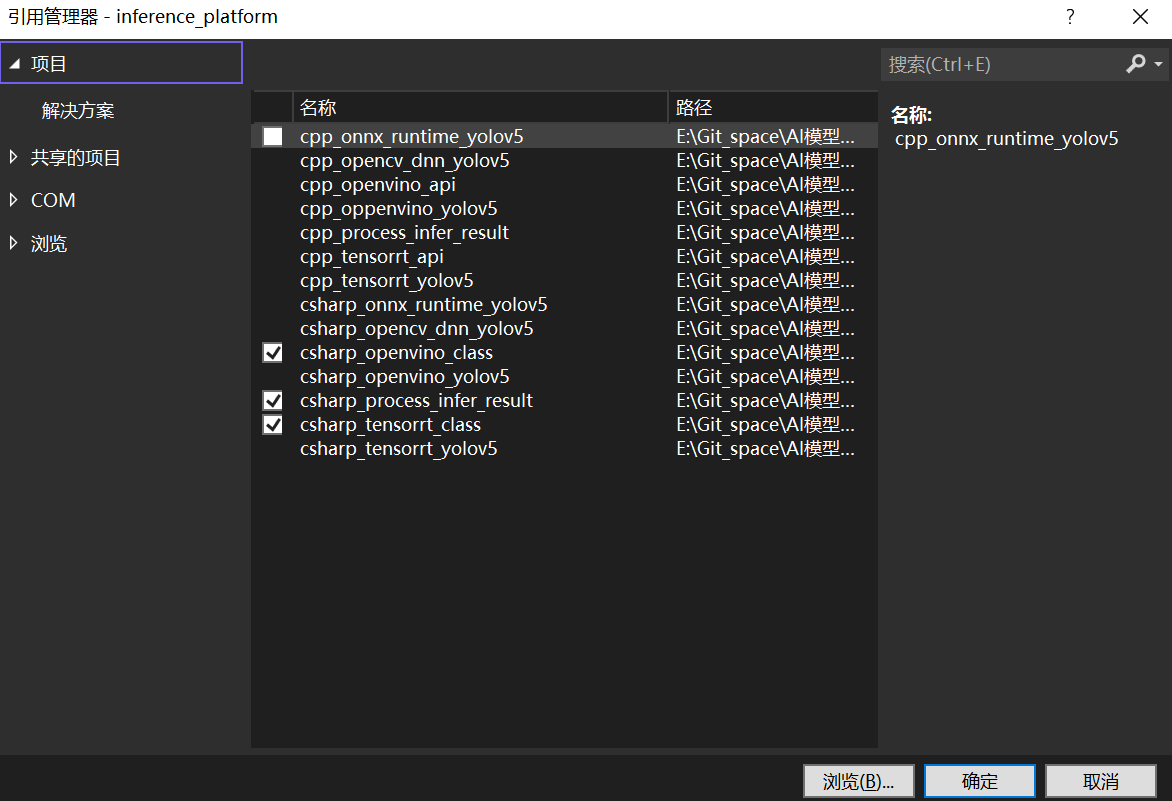 引用管理器 - inference_platform
?
项目
搜索(Ctrl+E)
解决方案
共享的项目
COM
浏览
名称 路径
cpp_onnx_runtime_yolov5 E:\Git_space\AI模型...
cpp_opencv_dnn_yolov5 E:\Git_space\AI模型...
cpp_openvino_api E:\Git_space\AI模型...
cpp_oppenvino_yolov5 E:\Git_space\AI模型...
cpp_process_infer_result E:\Git_space\AI模型...
cpp_tensorrt_api E:\Git_space\AI模型...
cpp_tensorrt_yolov5 E:\Git_space\AI模型...
csharp_onnx_runtime_yolov5 E:\Git_space\AI模型...
csharp_opencv_dnn_yolov5 E:\Git_space\AI模型...
csharp_openvino_class E:\Git_space\AI模型...
csharp_openvino_yolov5 E:\Git_space\AI模型...
csharp_process_infer_result E:\Git_space\AI模型...
csharp_tensorrt_class E:\Git_space\AI模型...
csharp_tensorrt_yolov5 E:\Git_space\AI模型...
名称:
cpp_onnx_runtime_yolov5
浏览(B)... 确定 取消